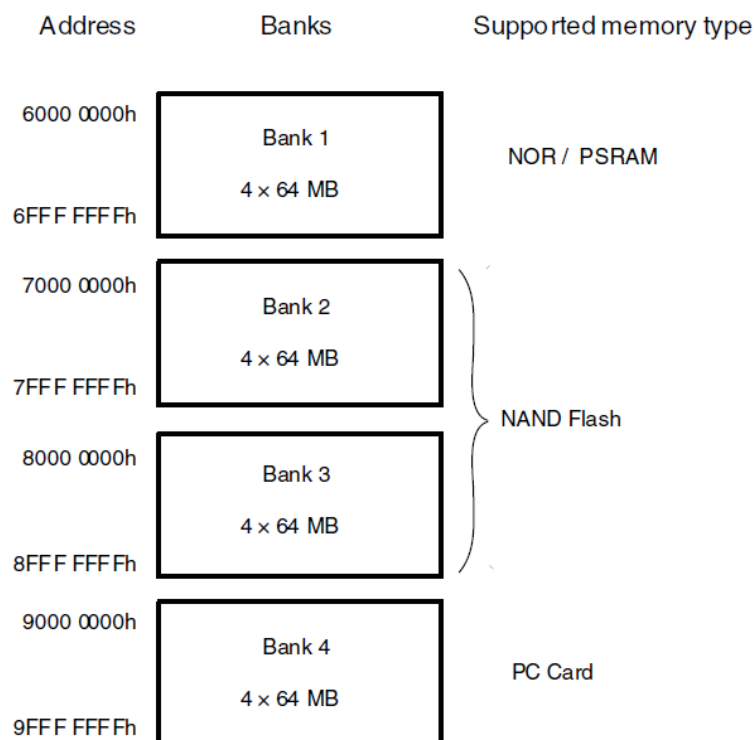 Address Banks Supported memory type
6000 0000h
Bank 1
NOR / PSRAM
4 × 64 MB
6FFF FFFFh
7000 0000h
Bank 2
4 × 64 MB
7FFF FFFFh
NAND Flash
8000 0000h
Bank 3
4 × 64 MB
8FFF FFFFh
9000 0000h
Bank 4
PC Card
4 × 64 MB
9FFF FFFFh